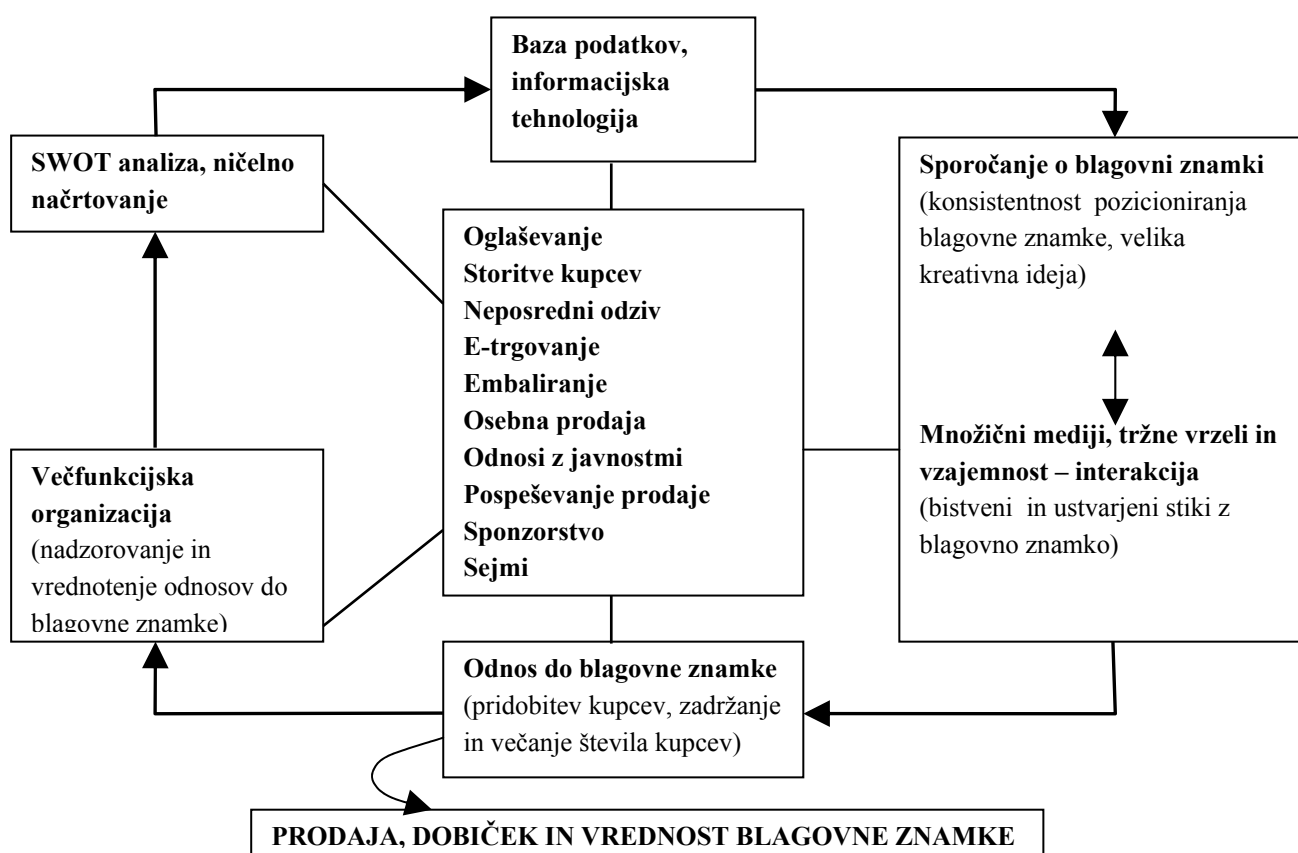 Baza podatkov,
informacijska
tehnologija
SWOT analiza, ničelno
načrtovanje
Sporočanje o blagovni znamki
(konsistentnost pozicioniranja
blagovne znamke, velika
kreativna ideja)
Oglaševanje
Storitve kupcev
Neposredni odziv
E-trgovanje
Embaliranje
Osebna prodaja
Odnosi z javnostmi
Pospeševanje prodaje
Sponzorstvo
Sejmi
Množični mediji, tržne vrzeli in
vzajemnost – interakcija
(bistveni in ustvarjeni stiki z
blagovno znamko)
Večfunkcijska
organizacija
(nadzorovanje in
vrednotenje odnosov do
blagovne znamke)
Odnos do blagovne znamke
(pridobitev kupcev, zadržanje
in večanje števila kupcev)
PRODAJA, DOBIČEK IN VREDNOST BLAGOVNE ZNAMKE